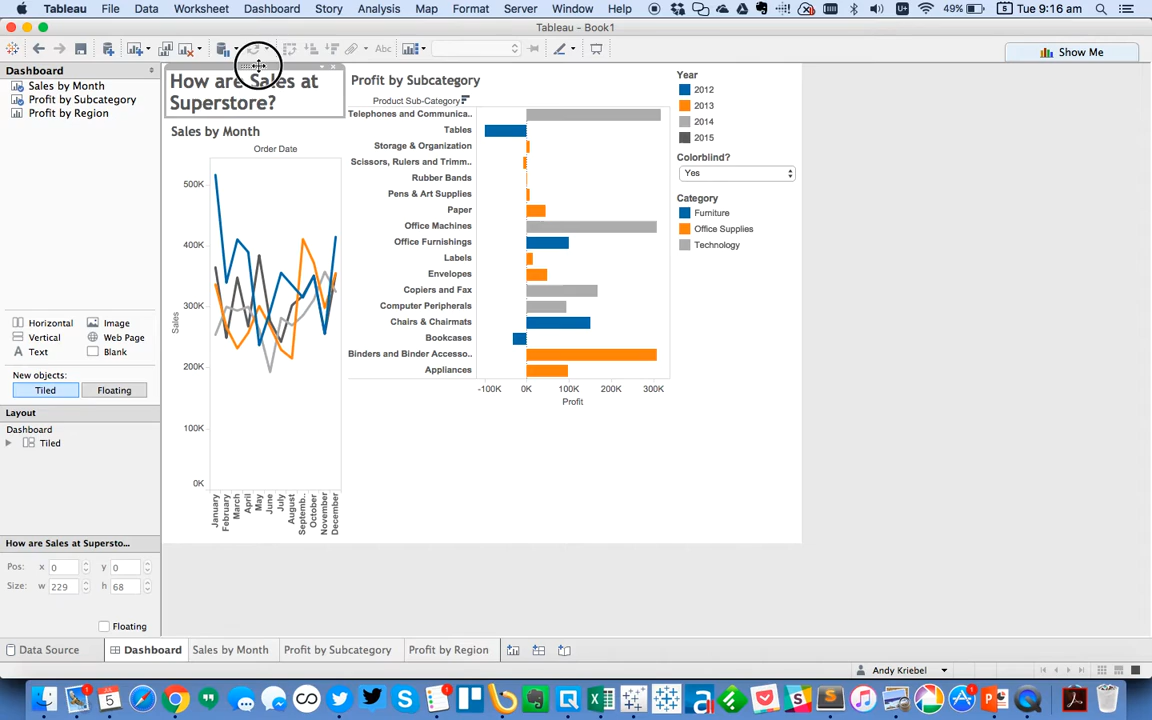 Tableau File Data Worksheet Dashboard Story Analysis Map Format Server Window Help 49% Tue 9:16 am
Tableau - Book1
Abc Show Me
Dashboard
Sales by Month
Profit by Subcategory
Profit by Region
Horizontal Image
Vertical Web Page
Text Blank
New objects:
Tiled Floating
Layout
Dashboard
Tiled
How are Sales at Supersto...
Pos: x 0 y 0
Size: w 229 h 68
Floating
How are Sales at
Superstore?
Sales by Month
Order Date
500K
400K
300K
200K
100K
0K
Sales
January
February
March
April
May
June
July
August
Septemb..
October
November
December
Profit by Subcategory
Product Sub-Category
Telephones and Communica..
Tables
Storage & Organization
Scissors, Rulers and Trimm..
Rubber Bands
Pens & Art Supplies
Paper
Office Machines
Office Furnishings
Labels
Envelopes
Copiers and Fax
Computer Peripherals
Chairs & Chairmats
Bookcases
Binders and Binder Accesso..
Appliances
-100K 0K 100K 200K 300K
Profit
Year
2012
2013
2014
2015
Colorblind?
Yes
Category
Furniture
Office Supplies
Technology
Data Source Dashboard Sales by Month Profit by Subcategory Profit by Region
Andy Kriebel